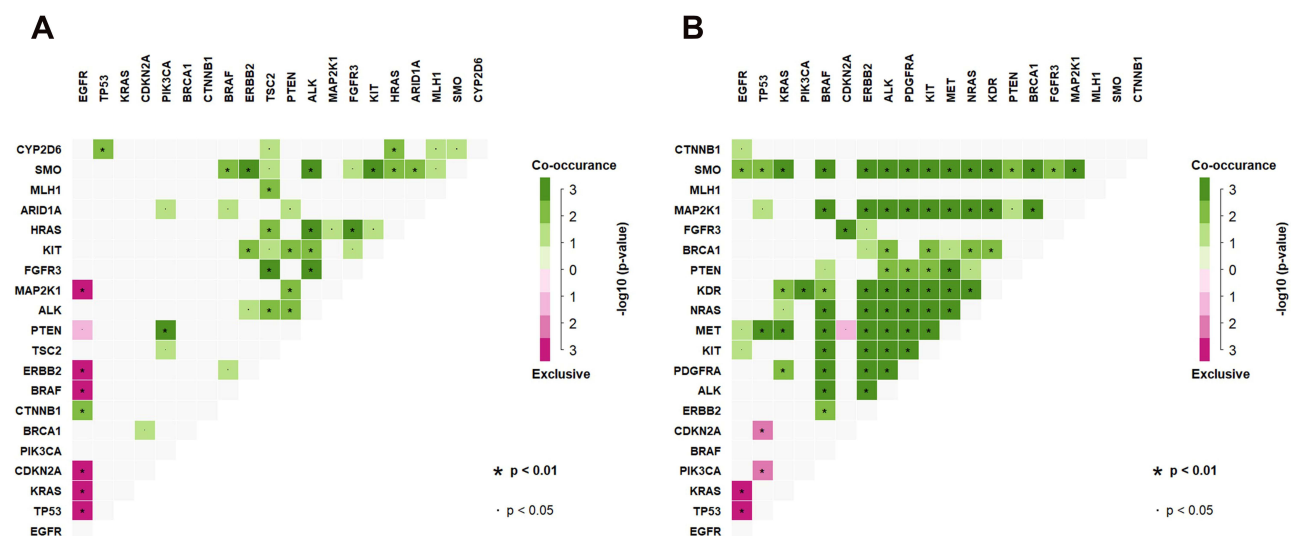 A
B
EGFR TP53 KRAS CDKN2A PIK3CA BRCA1 CTNNB1 BRAF ERBB2 TSC2 PTEN ALK MAP2K1 FGFR3 KIT HRAS ARID1A MLH1 SMO CYP2D6
CYP2D6
SMO
MLH1
ARID1A
HRAS
KIT
FGFR3
MAP2K1
ALK
PTEN
TSC2
ERBB2
BRAF
CTNNB1
BRCA1
PIK3CA
CDKN2A
KRAS
TP53
EGFR
Co-occurance
3
2
1
0
1
2
3
-log10 (p-value)
Exclusive
* p < 0.01
· p < 0.05
EGFR TP53 KRAS PIK3CA BRAF CDKN2A ERBB2 ALK PDGFRA KIT MET NRAS KDR PTEN BRCA1 FGFR3 MAP2K1 MLH1 SMO CTNNB1
CTNNB1
SMO
MLH1
MAP2K1
FGFR3
BRCA1
PTEN
KDR
NRAS
MET
KIT
PDGFRA
ALK
ERBB2
CDKN2A
BRAF
PIK3CA
KRAS
TP53
EGFR
Co-occurance
3
2
1
0
1
2
3
-log10 (p-value)
Exclusive
* p < 0.01
· p < 0.05